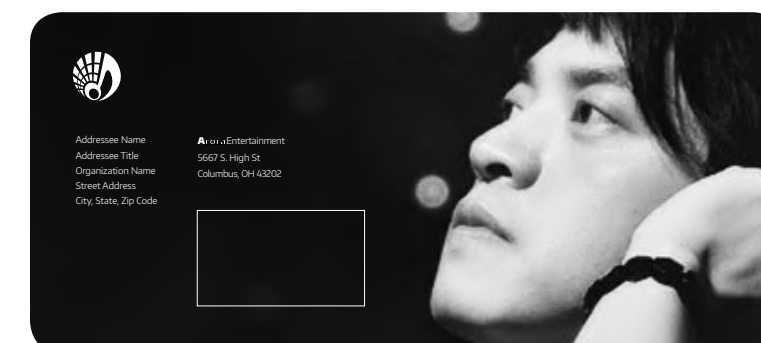 Addressee Name
Addressee Title
Organization Name
Street Address
City, State, Zip Code
Entertainment
5667 S. High St
Columbus, OH 43202